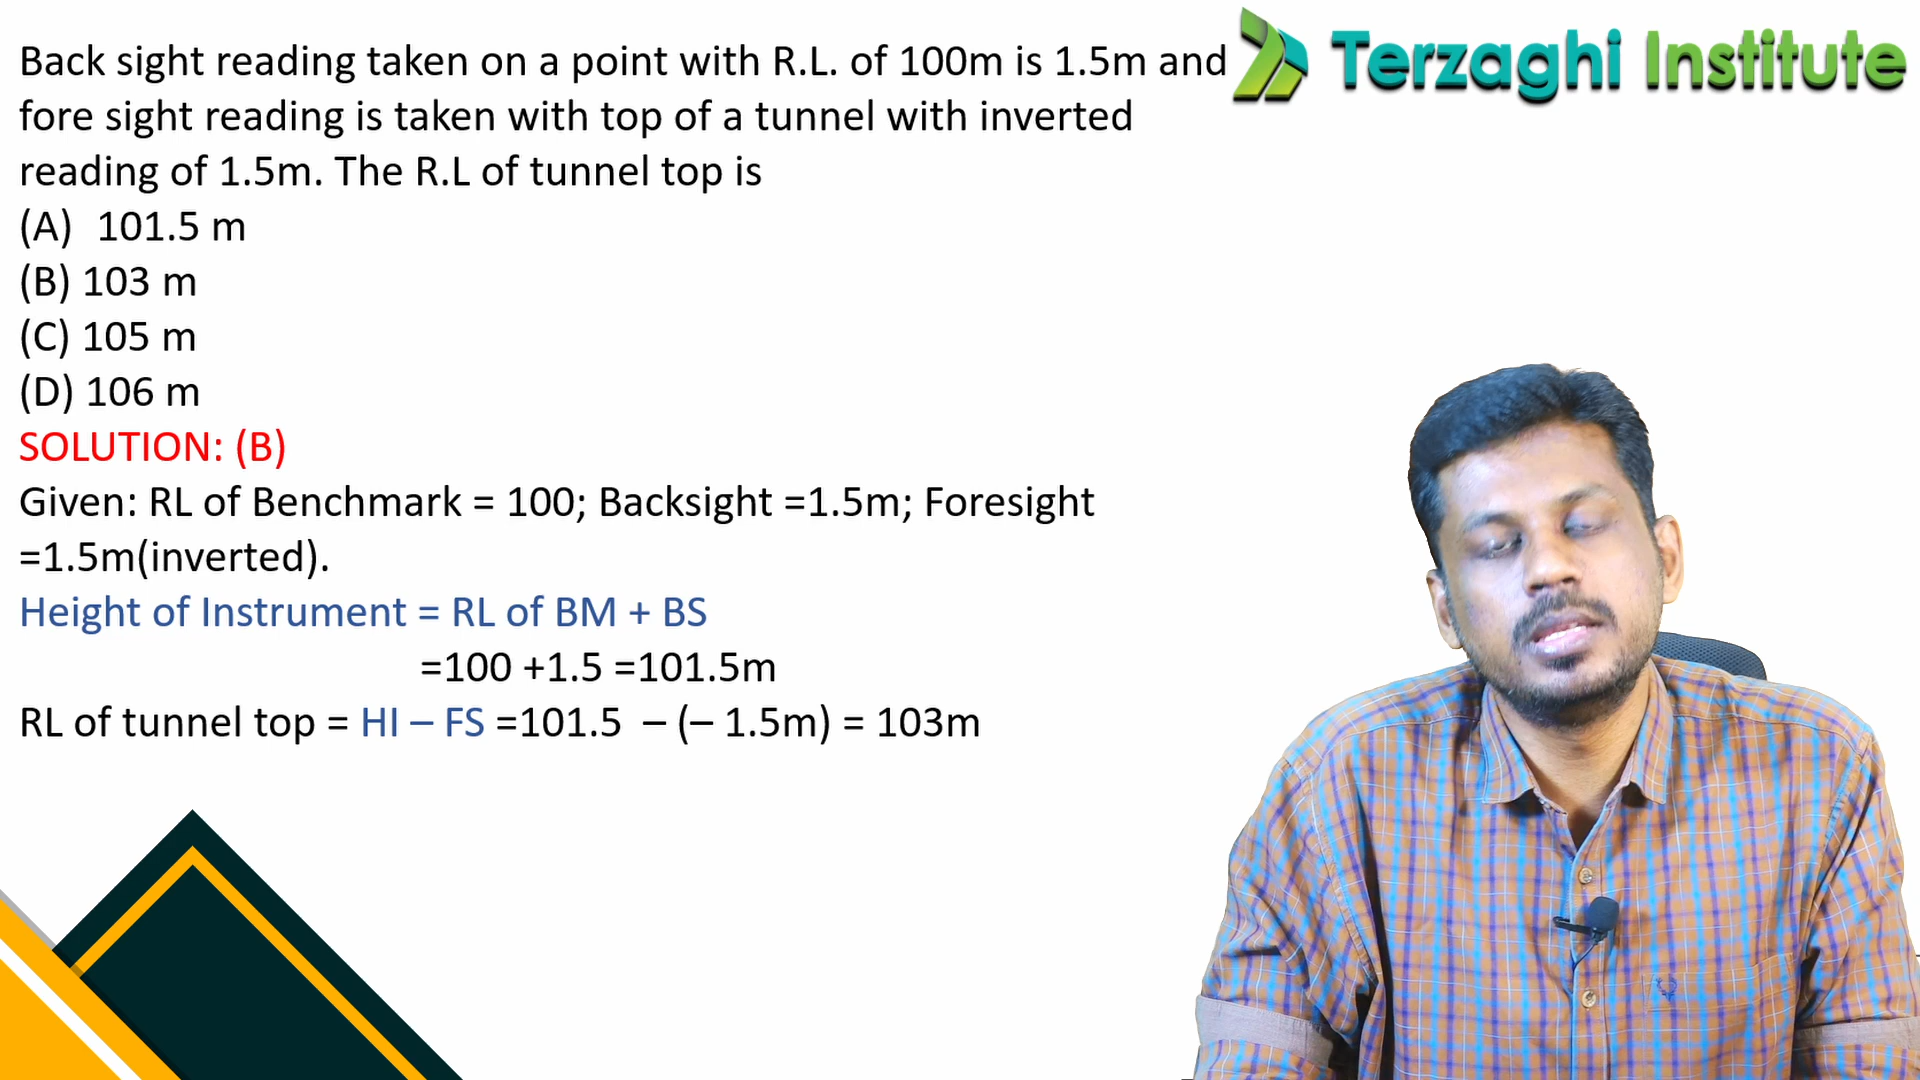 Back sight reading taken on a point with R.L. of 100m is 1.5m and
Terzaghi Institute
fore sight reading is taken with top of a tunnel with inverted
reading of 1.5m. The R.L of tunnel top is
(A) 101.5 m
(B) 103 m
(C) 105 m
(D) 106 m
SOLUTION: (B)
Given: RL of Benchmark = 100; Backsight =1.5m; Foresight
=1.5m(inverted).
Height of Instrument = RL of BM + BS
=100 +1.5 =101.5m
RL of tunnel top = HI – FS =101.5 – (– 1.5m) = 103m